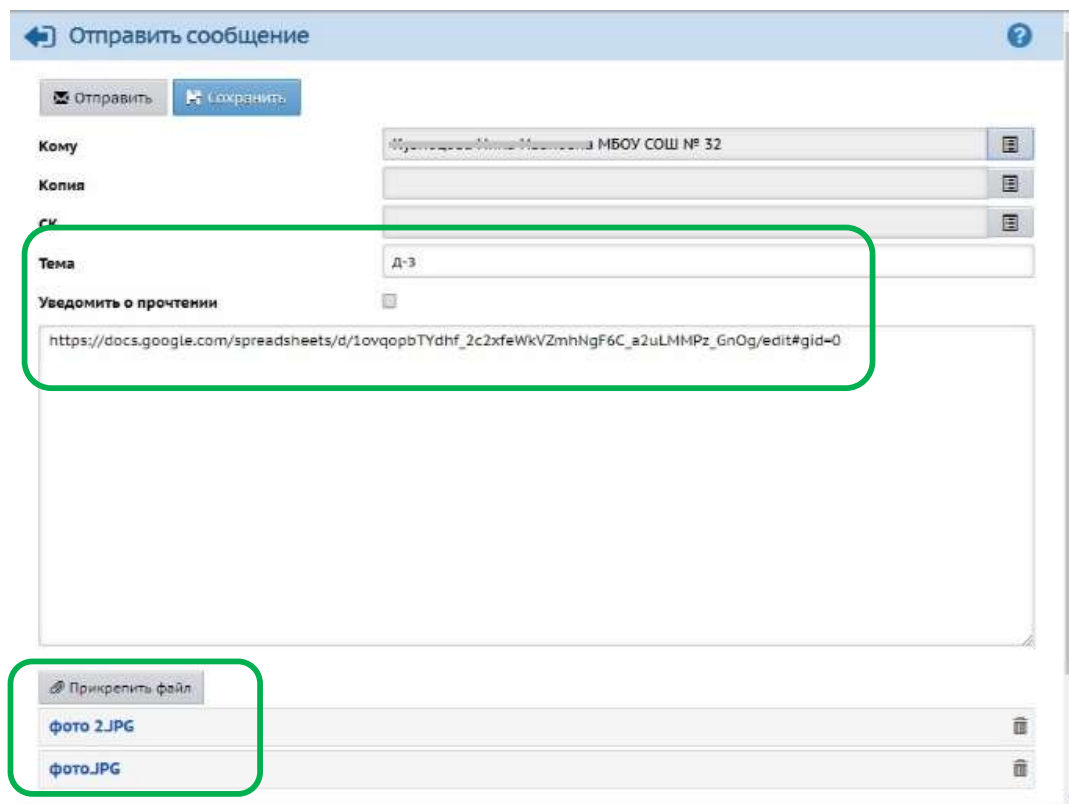 Отправить сообщение
Отправить Сохранить
Кому МБОУ СОШ № 32
Копия
СК
Тема Д-З
Уведомить о прочтении
https://docs.google.com/spreadsheets/d/1ovqopbTYdhf_2c2xfeWkVZmhNgF6C_a2uLMMPz_GnOg/edit#gid=0
Прикрепить файл
фото 2.JPG
фото.JPG